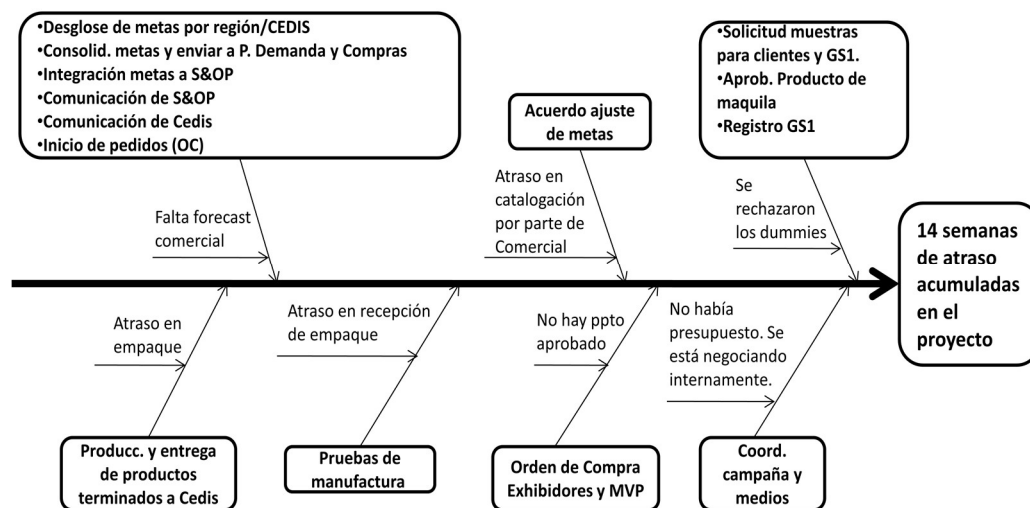 •Desglose de metas por región/CEDIS
•Consolid. metas y enviar a P. Demanda y Compras
•Integración metas a S&OP
•Comunicación de S&OP
•Comunicación de Cedis
•Inicio de pedidos (OC)
Acuerdo ajuste
de metas
•Solicitud muestras
para clientes y GS1.
•Aprob. Producto de
maquila
•Registro GS1
Falta forecast
comercial
Atraso en
catalogación
por parte de
Comercial
Se
rechazaron
los dummies
14 semanas
de atraso
acumuladas
en el
proyecto
Atraso en
empaque
Atraso en recepción
de empaque
No hay ppto
aprobado
No había
presupuesto. Se
está negociando
internamente.
Producc. y entrega
de productos
terminados a Cedis
Pruebas de
manufactura
Orden de Compra
Exhibidores y MVP
Coord.
campaña y
medios